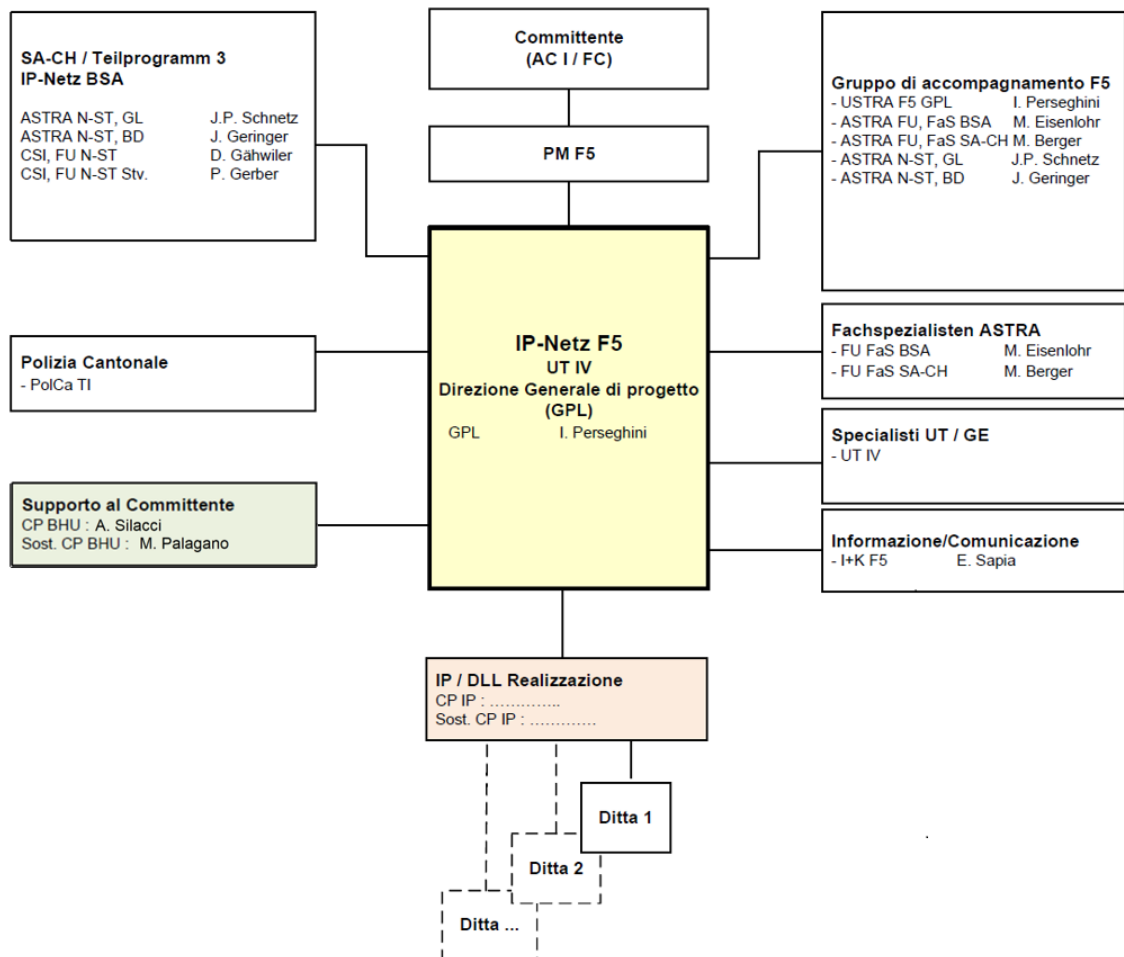 SA-CH / Teilprogramm 3
IP-Netz BSA
ASTRA N-ST, GL J.P. Schnetz
ASTRA N-ST, BD J. Geringer
CSI, FU N-ST D. Gähwiler
CSI, FU N-ST Stv. P. Gerber
Committente
(AC I / FC)
PM F5
Gruppo di accompagnamento F5
- USTRA F5 GPL I. Perseghini
- ASTRA FU, FaS BSA M. Eisenlohr
- ASTRA FU, FaS SA-CH M. Berger
- ASTRA N-ST, GL J.P. Schnetz
- ASTRA N-ST, BD J. Geringer
IP-Netz F5
UT IV
Direzione Generale di progetto
(GPL)
GPL I. Perseghini
Polizia Cantonale
- PolCa TI
Fachspezialisten ASTRA
- FU FaS BSA M. Eisenlohr
- FU FaS SA-CH M. Berger
Specialisti UT / GE
- UT IV
Supporto al Committente
CP BHU : A. Silacci
Sost. CP BHU : M. Palagano
Informazione/Comunicazione
- I+K F5 E. Sapia
IP / DLL Realizzazione
CP IP : …………..
Sost. CP IP : ………….
Ditta 1
Ditta 2
Ditta ...